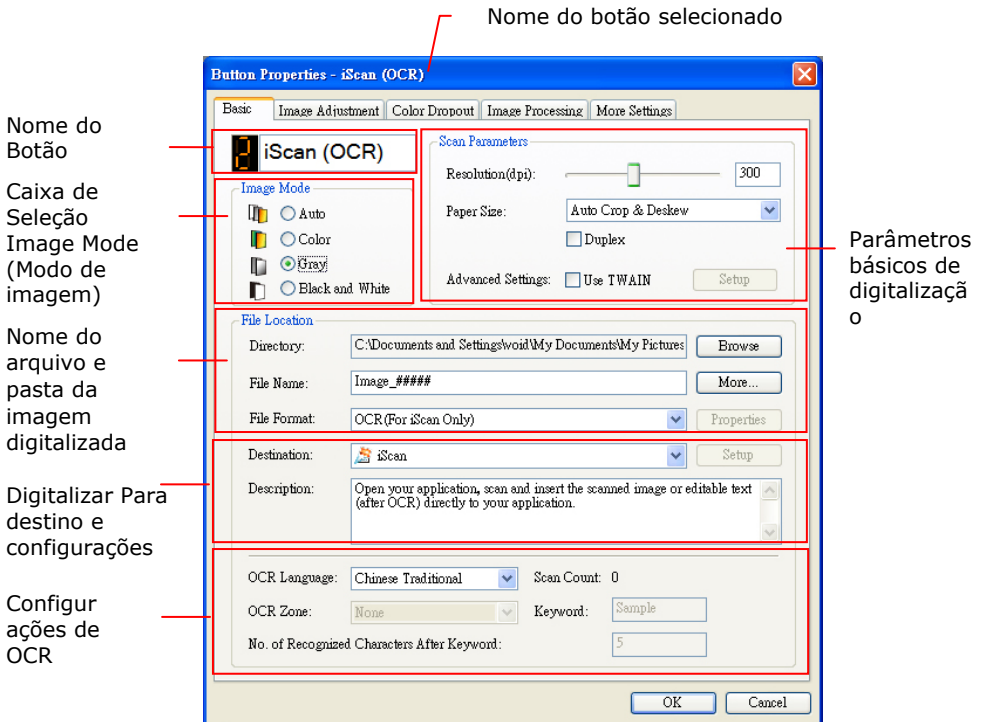 Nome do botão selecionado
Button Properties - iScan (OCR)
Basic
Image Adjustment
Color Dropout
Image Processing
More Settings
Nome do
Botão
2
iScan (OCR)
Caixa de
Seleção
Image Mode
(Modo de
imagem)
Image Mode
Auto
Color
Gray
Black and White
Scan Parameters
Resolution(dpi):
300
Paper Size:
Auto Crop & Deskew
Duplex
Advanced Settings:
Use TWAIN
Setup
Parâmetros
básicos de
digitalizaçã
o
Nome do
arquivo e
pasta da
imagem
digitalizada
File Location
Directory:
C:\Documents and Settings\void\My Documents\My Pictures
Browse
File Name:
Image_#####
More...
File Format:
OCR(For iScan Only)
Properties
Digitalizar Para
destino e
configurações
Destination:
iScan
Setup
Description:
Open your application, scan and insert the scanned image or editable text
(after OCR) directly to your application.
Configur
ações de
OCR
OCR Language:
Chinese Traditional
Scan Count: 0
OCR Zone:
None
Keyword:
Sample
No. of Recognized Characters After Keyword:
5
OK
Cancel